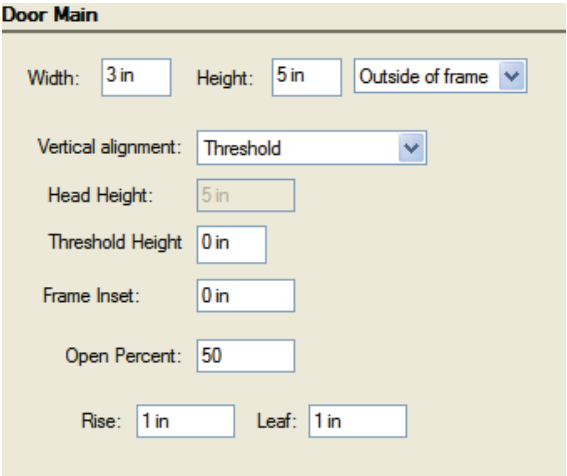 Door Main
Width: 3 in Height: 5 in Outside of frame
Vertical alignment: Threshold
Head Height: 5 in
Threshold Height 0 in
Frame Inset: 0 in
Open Percent: 50
Rise: 1 in Leaf: 1 in